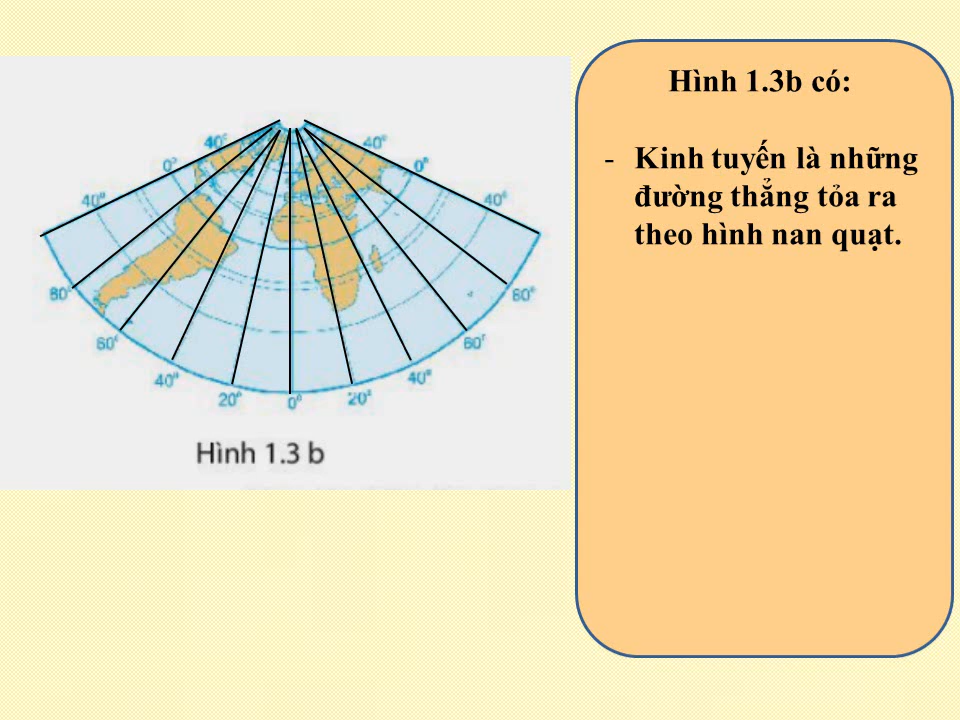 Hình 1.3b có:
- Kinh tuyến là những
đường thẳng tỏa ra
theo hình nan quạt.
40° 40°
0° 0°
40° 40°
80° 80°
60° 60°
40° 40°
20° 0° 20°
Hình 1.3 b